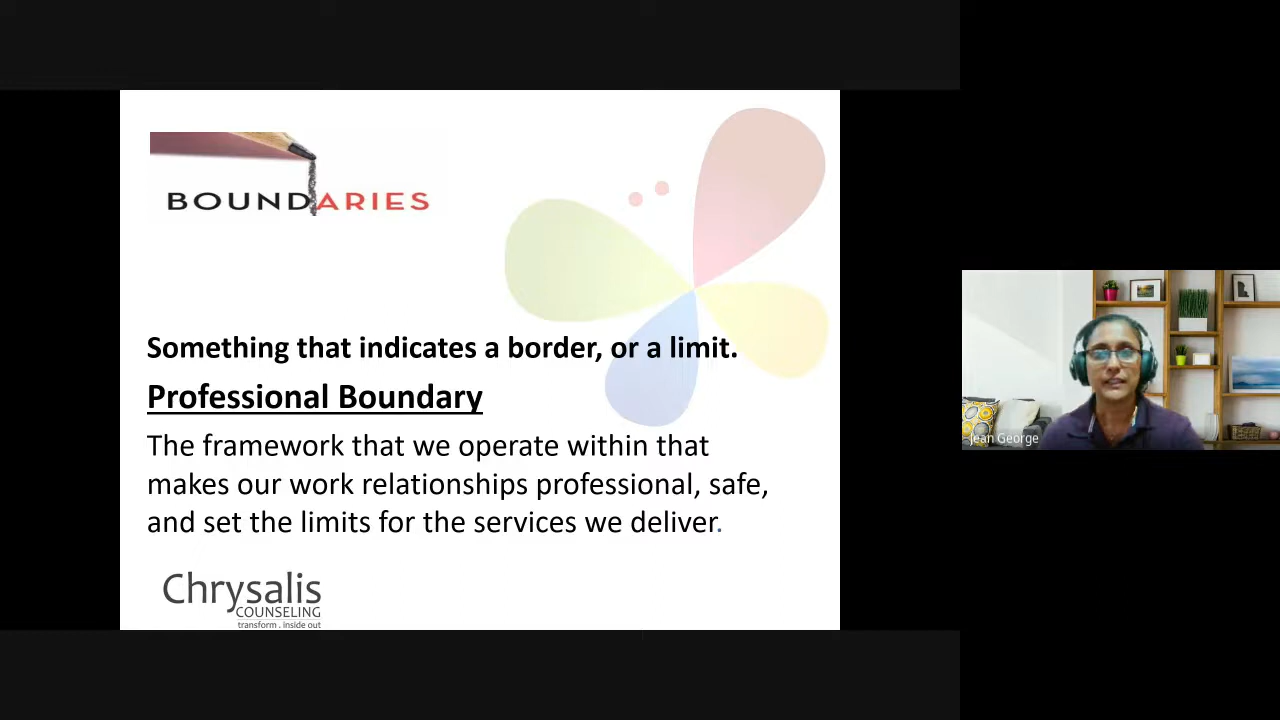 BOUNDARIES
Something that indicates a border, or a limit.
Professional Boundary
The framework that we operate within that
makes our work relationships professional, safe,
and set the limits for the services we deliver.
Chrysalis
COUNSELING
transform . inside out
Jean George